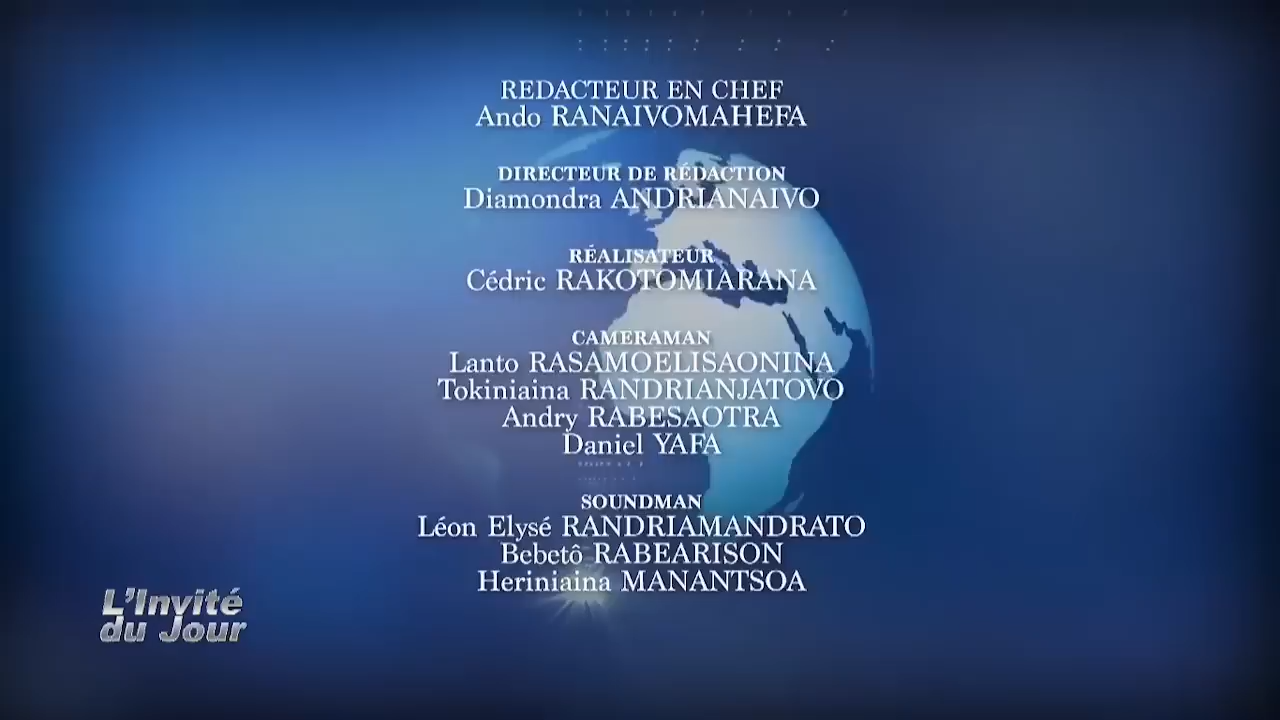 REDACTEUR EN CHEF
Ando RANAIVOMAHEFA
DIRECTEUR DE RÉDACTION
Diamondra ANDRIANAIVO
RÉALISATEUR
Cédric RAKOTOMIARANA
CAMERAMAN
Lanto RASAMOELISAONINA
Tokiniaina RANDRIANJATOVO
Andry RABESAOTRA
Daniel YAFA
SOUNDMAN
Léon Elysé RANDRIAMANDRATO
Bebetô RABEARISON
Heriniaina MANANTSOA
L'Invité
du Jour